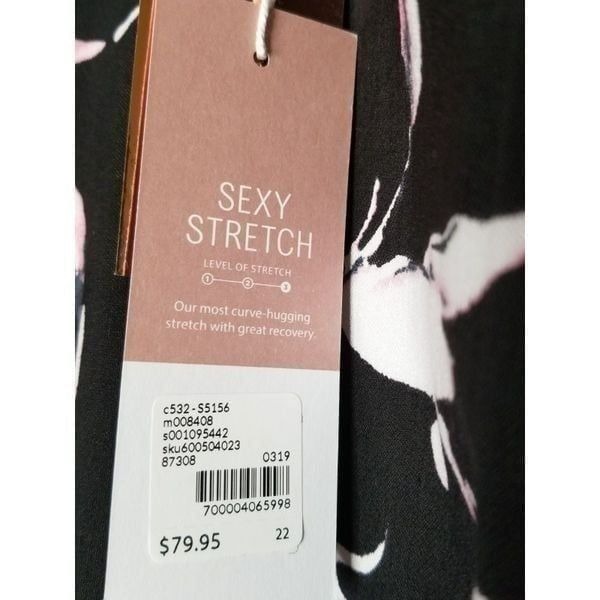 SEXY
STRETCH
LEVEL OF STRETCH
1 2 3
Our most curve-hugging
stretch with great recovery.
c532-S5156
m008408
s001095442
sku600504023
87308 0319
700004065998
$79.95 22